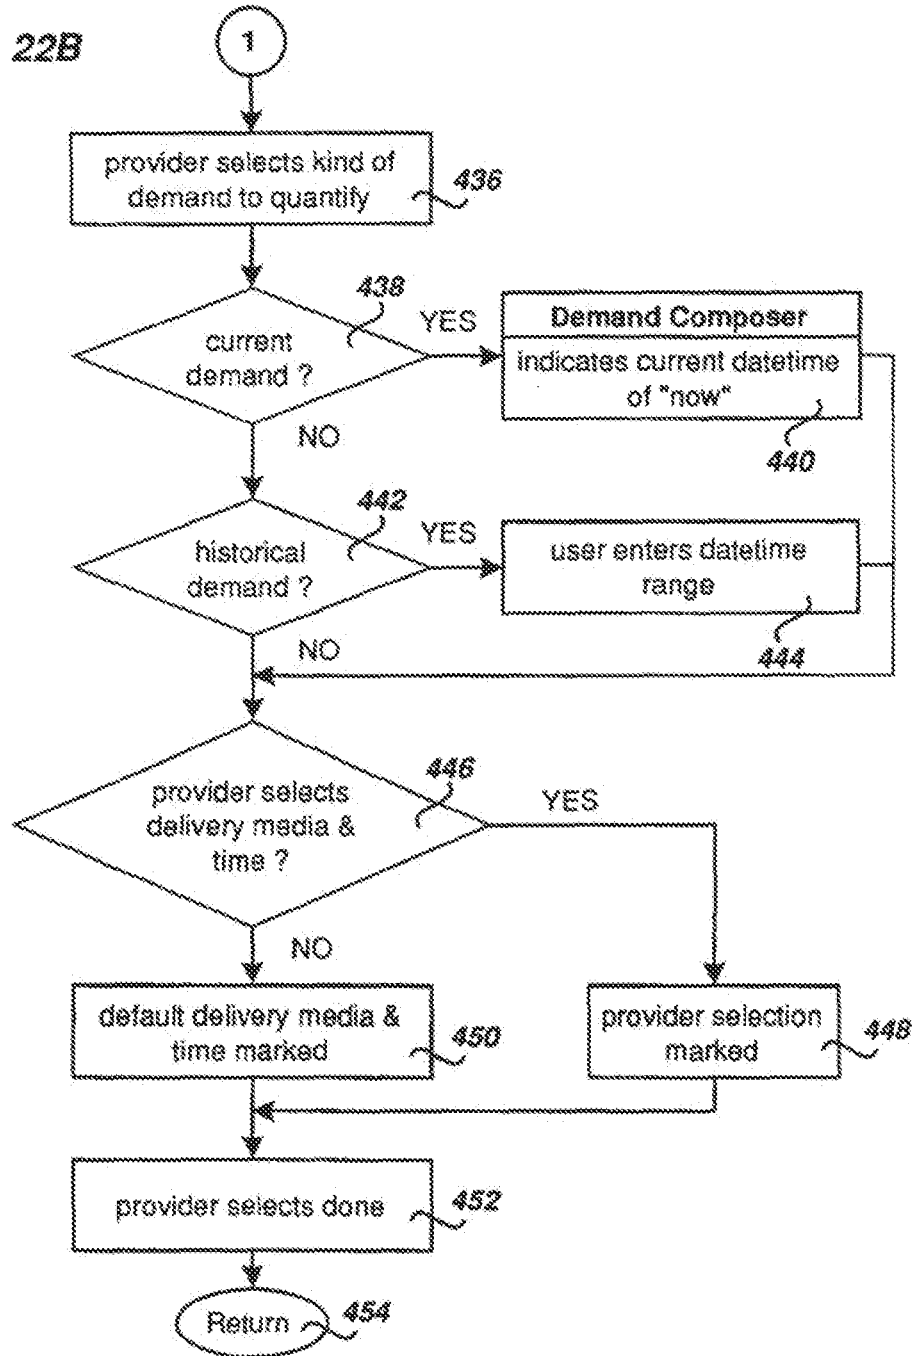 22B
1
provider selects kind of
demand to quantify
436
438
current
demand ?
YES
Demand Composer
indicates current datetime
of "now"
440
NO
442
historical
demand ?
YES
user enters datetime
range
444
NO
446
provider selects
delivery media &
time ?
YES
NO
default delivery media &
time marked
450
provider selection
marked
448
provider selects done
452
Return
454